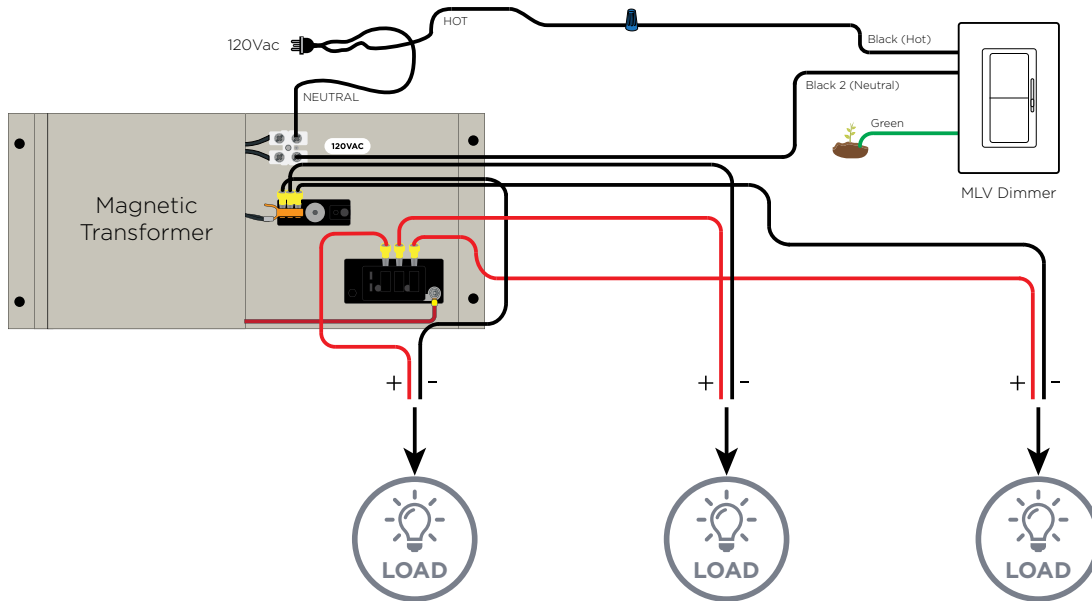 HOT
120Vac
Black (Hot)
Black 2 (Neutral)
NEUTRAL
Green
120VAC
MLV Dimmer
Magnetic
Transformer
+ -
+ -
+ -
LOAD
LOAD
LOAD